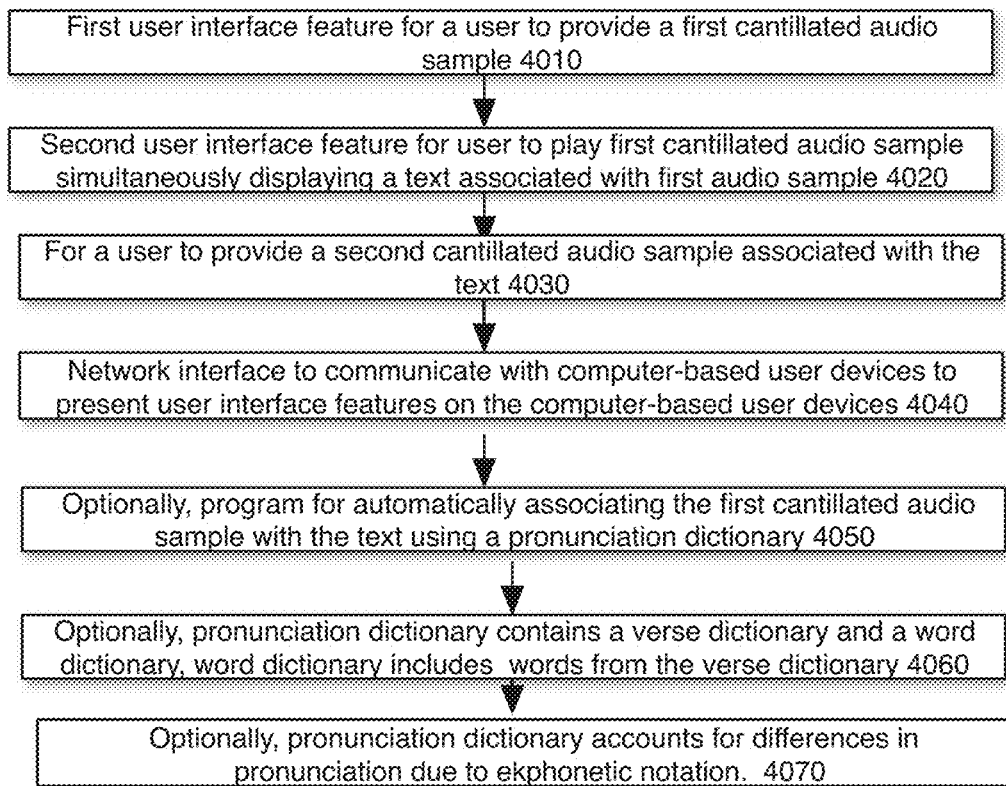 First user interface feature for a user to provide a first cantillated audio
sample 4010
Second user interface feature for user to play first cantillated audio sample
simultaneously displaying a text associated with first audio sample 4020
For a user to provide a second cantillated audio sample associated with the
text 4030
Network interface to communicate with computer-based user devices to
present user interface features on the computer-based user devices 4040
Optionally, program for automatically associating the first cantillated audio
sample with the text using a pronunciation dictionary 4050
Optionally, pronunciation dictionary contains a verse dictionary and a word
dictionary, word dictionary includes words from the verse dictionary 4060
Optionally, pronunciation dictionary accounts for differences in
pronunciation due to ekphonetic notation. 4070